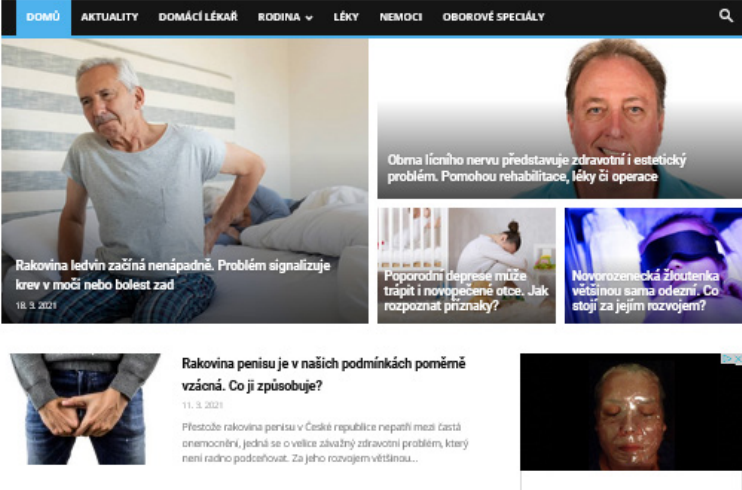 DOMŮ AKTUALITY DOMÁCÍ LÉKAŘ RODINA LÉKY NEMOCI OBOROVÉ SPECIÁLY
Rakovina ledvin začíná nenápadně. Problém signalizuje
krev v moči nebo bolest zad
18. 3. 2021
Obrna lícního nervu představuje zdravotní i estetický
problém. Pomohou rehabilitace, léky či operace
Poporodní deprese může
trápit i novopečené otce. Jak
rozpoznat příznaky?
Novorozenecká žloutenka
většinou sama odezní. Co
stojí za jejím rozvojem?
Rakovina penisu je v našich podmínkách poměrně
vzácná. Co ji způsobuje?
11. 3. 2021
Přestože rakovina penisu v České republice nepatří mezi častá
onemocnění, jedná se o velice závažný zdravotní problém, který
není radno podceňovat. Za jeho rozvojem většinou...